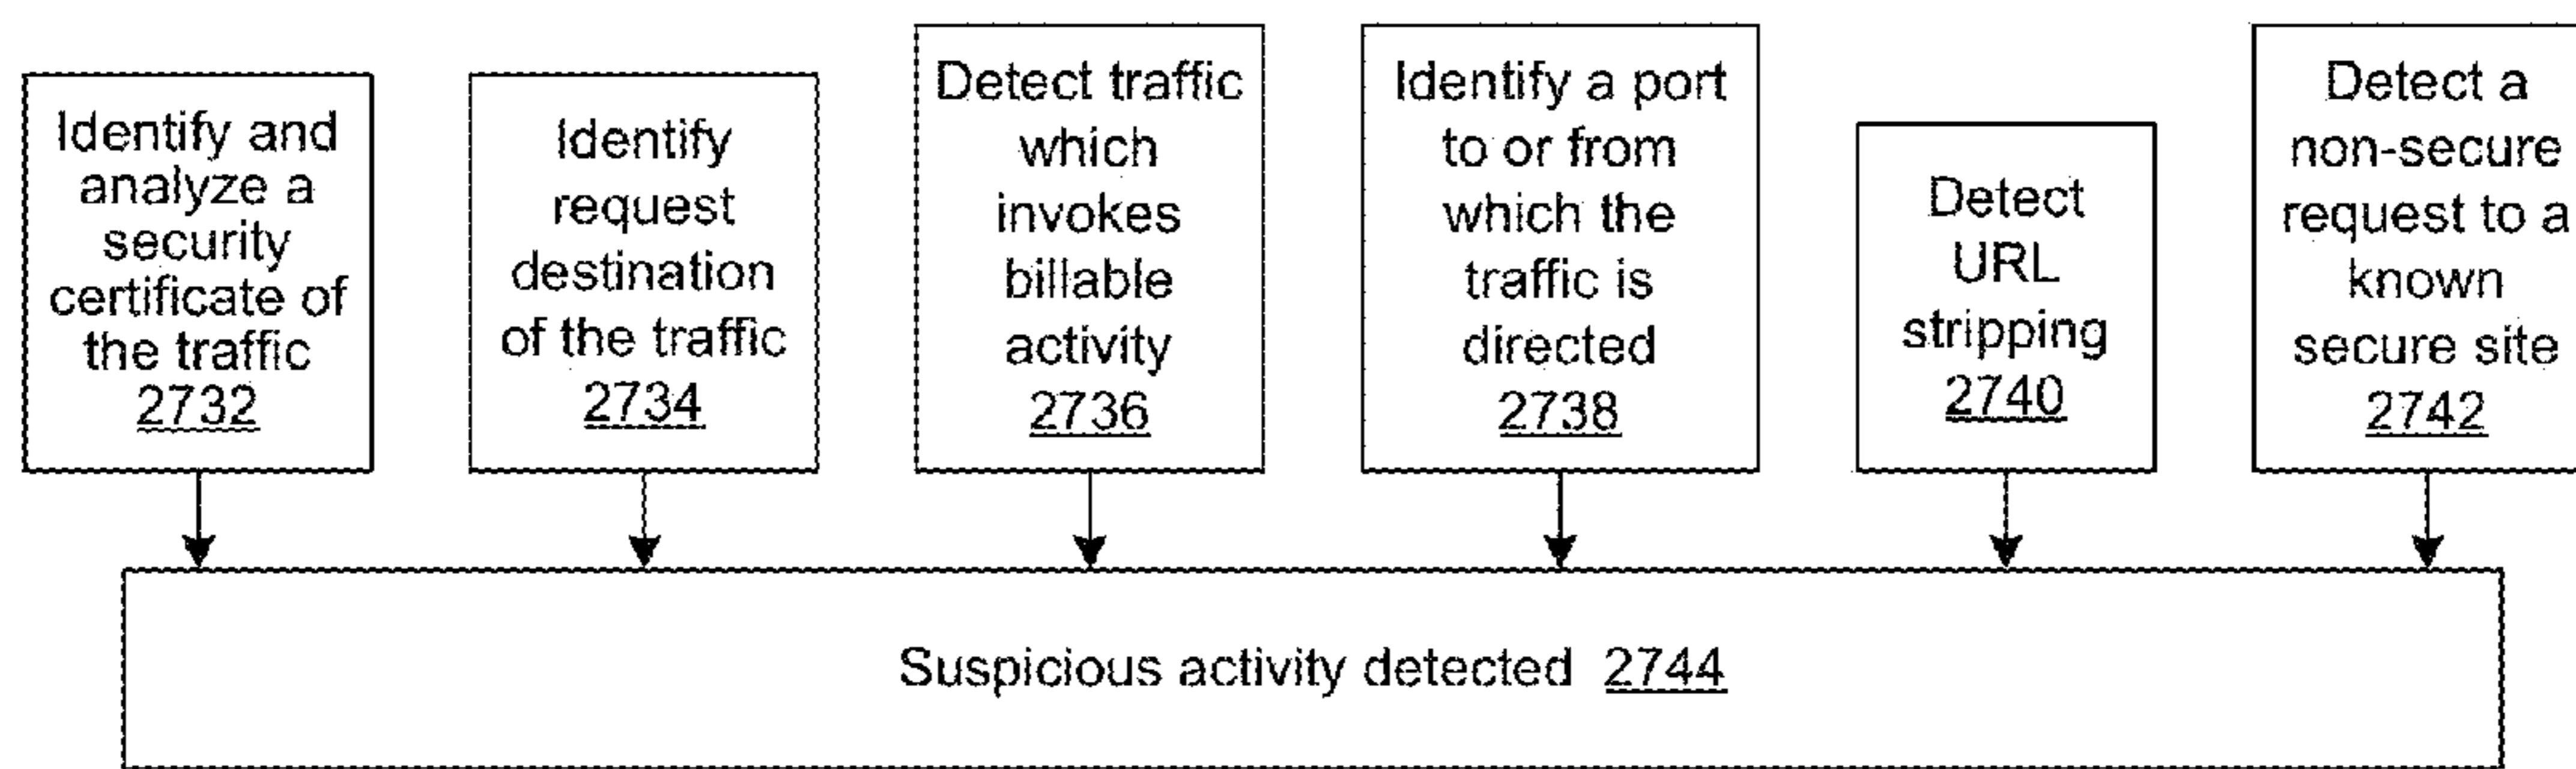 Identify and
analyze a
security
certificate of
the traffic
2732
Identify
request
destination
of the traffic
2734
Detect traffic
which
invokes
billable
activity
2736
Identify a port
to or from
which the
traffic is
directed
2738
Detect
URL
stripping
2740
Detect a
non-secure
request to a
known
secure site
2742
Suspicious activity detected 2744